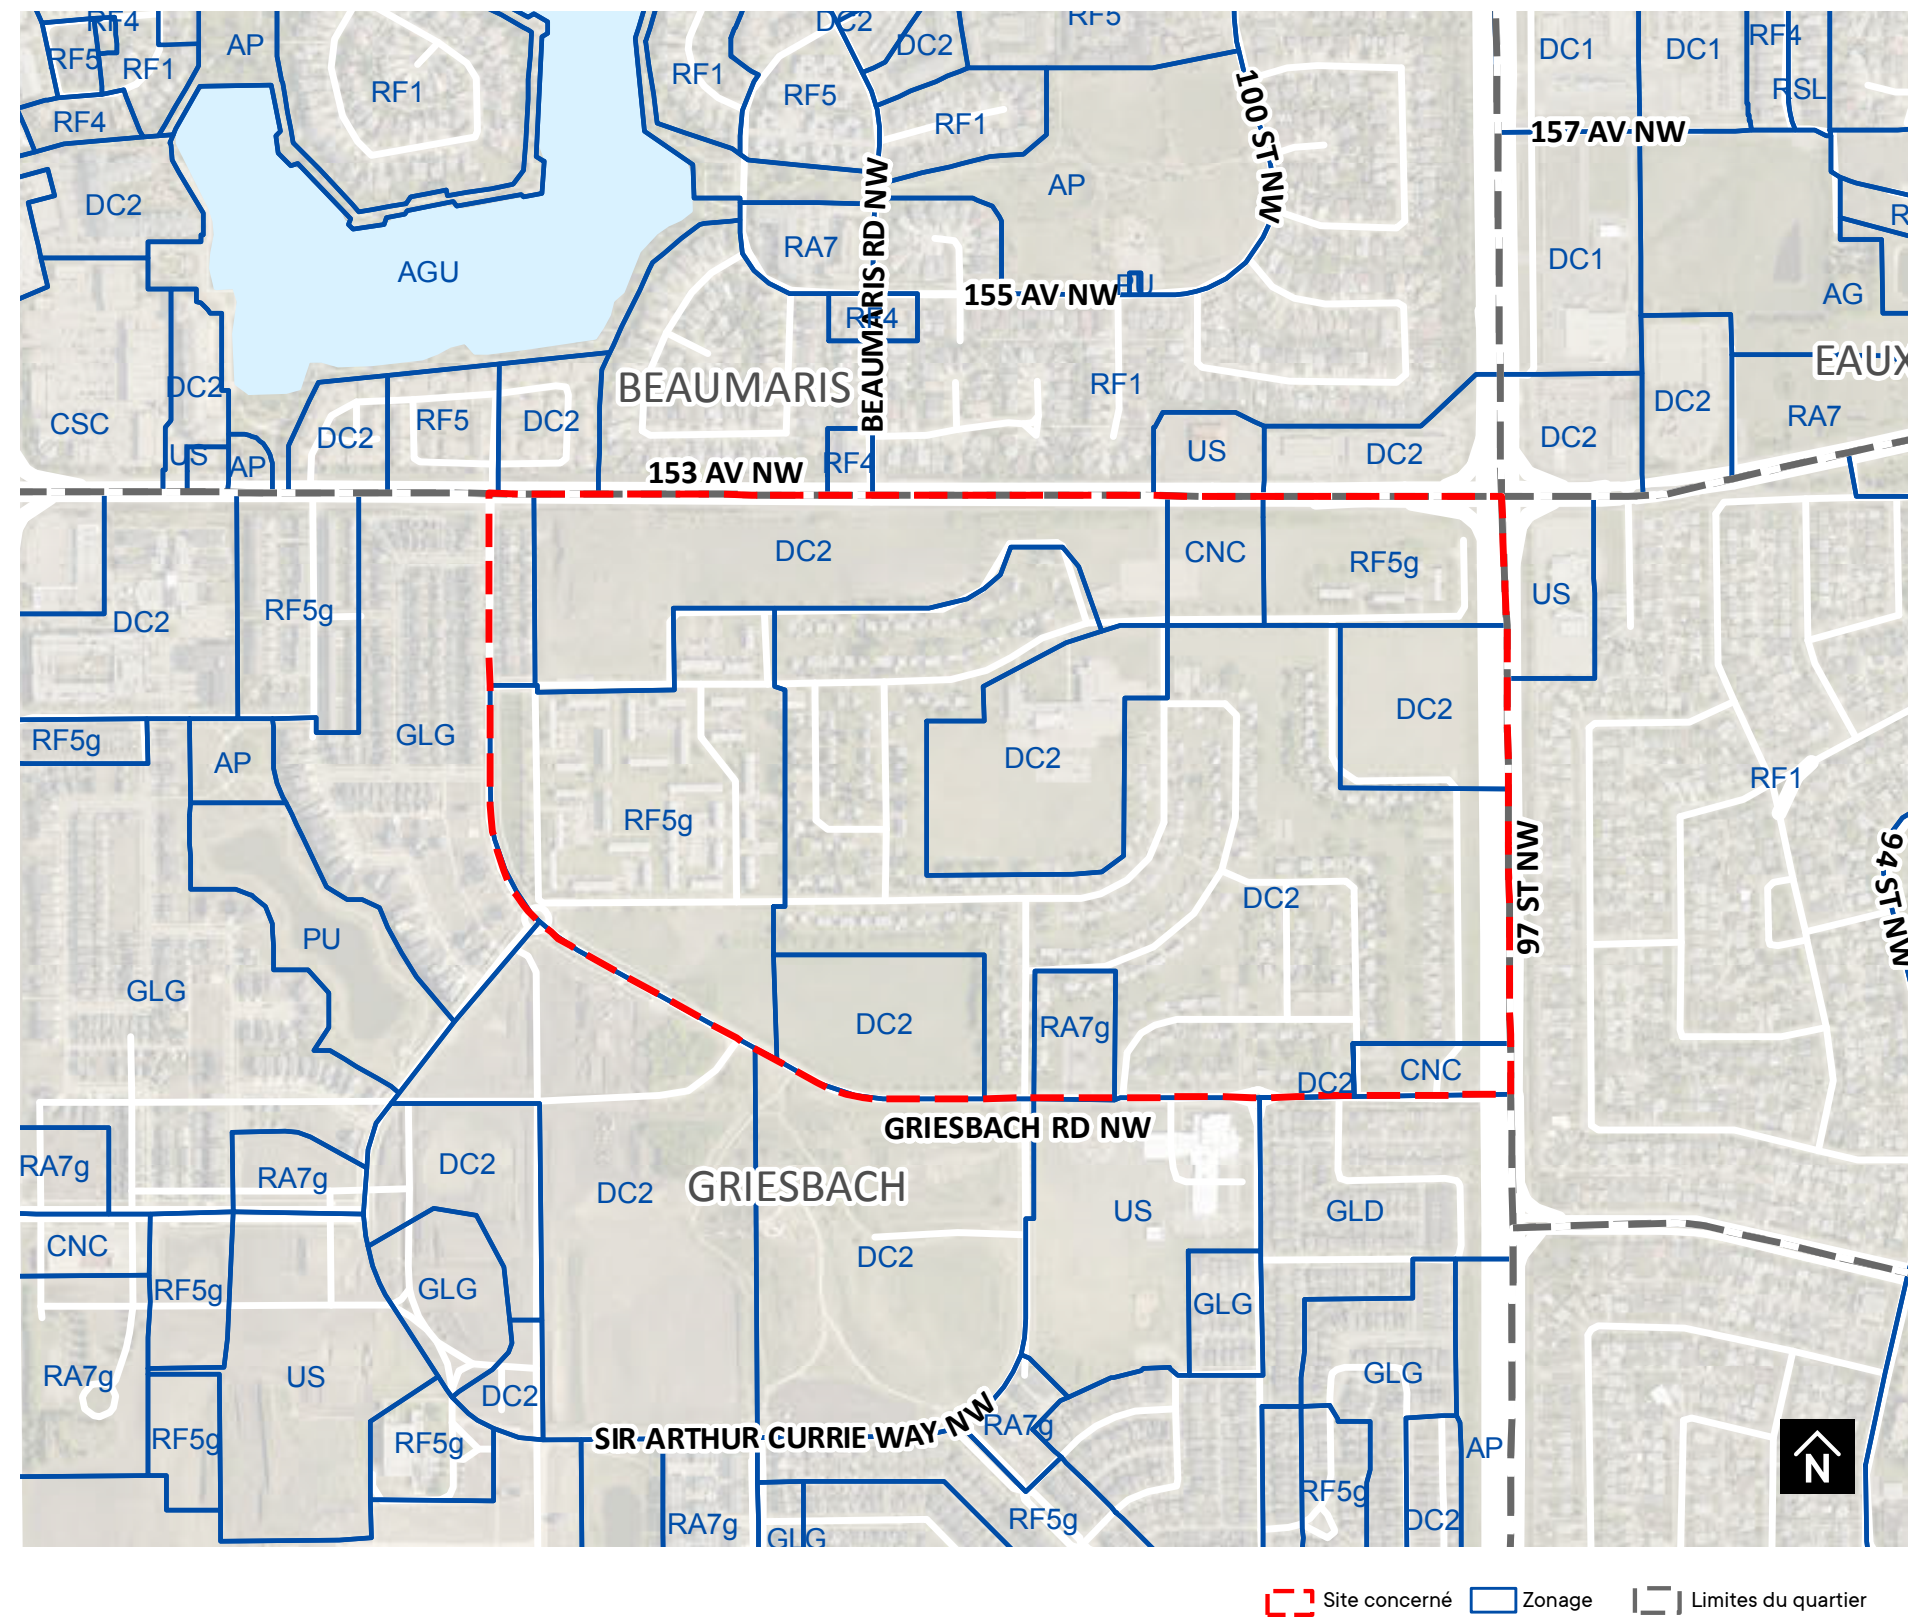 RF4
AP
RF5
RF1
RF4
RF1
DC2
DC2
RF5
RF1
RF5
RF1
100 ST NW
DC1
DC1
RF4
RSL
157 AV NW
DC2
AP
AGU
RA7
BEAUMARIS RD NW
DC1
155 AV NW
PU
AG
RF4
DC2
BEAUMARIS
RF1
DC2
RA7
CSC
US
AP
DC2
RF5
DC2
US
DC2
DC2
153 AV NW
RF4
DC2
CNC
RF5g
US
DC2
RF5g
GLG
RF5g
AP
DC2
DC2
RF1
RF5g
97 ST NW
94 ST NW
DC2
PU
GLG
DC2
RA7g
CNC
DC2
GRIESBACH RD NW
RA7g
RA7g
DC2
DC2
GRIESBACH
US
GLD
CNC
RF5g
GLG
DC2
GLG
RA7g
US
DC2
GLG
RF5g
RF5g
SIR ARTHUR CURRIE WAY NW
RA7g
AP
RA7g
GLG
RF5g
RF5g
DC2
N
Site concerné
Zonage
Limites du quartier